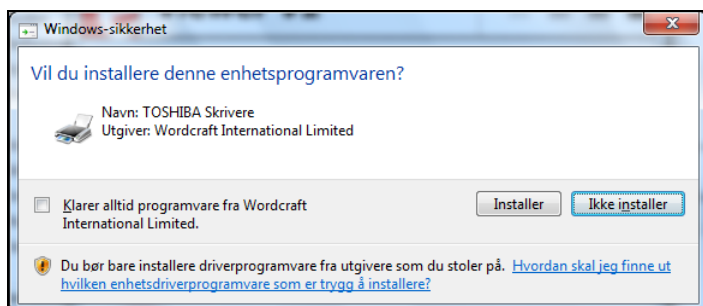 Windows-sikkerhet
Vil du installere denne enhetsprogramvaren?
Navn: TOSHIBA Skrivere
Utgiver: Wordcraft International Limited
Klarer alltid programvare fra Wordcraft
International Limited.
Installer
Ikke installer
Du bør bare installere driverprogramvare fra utgivere som du stoler på. Hvordan skal jeg finne ut
hvilken enhetsdriverprogramvare som er trygg å installere?